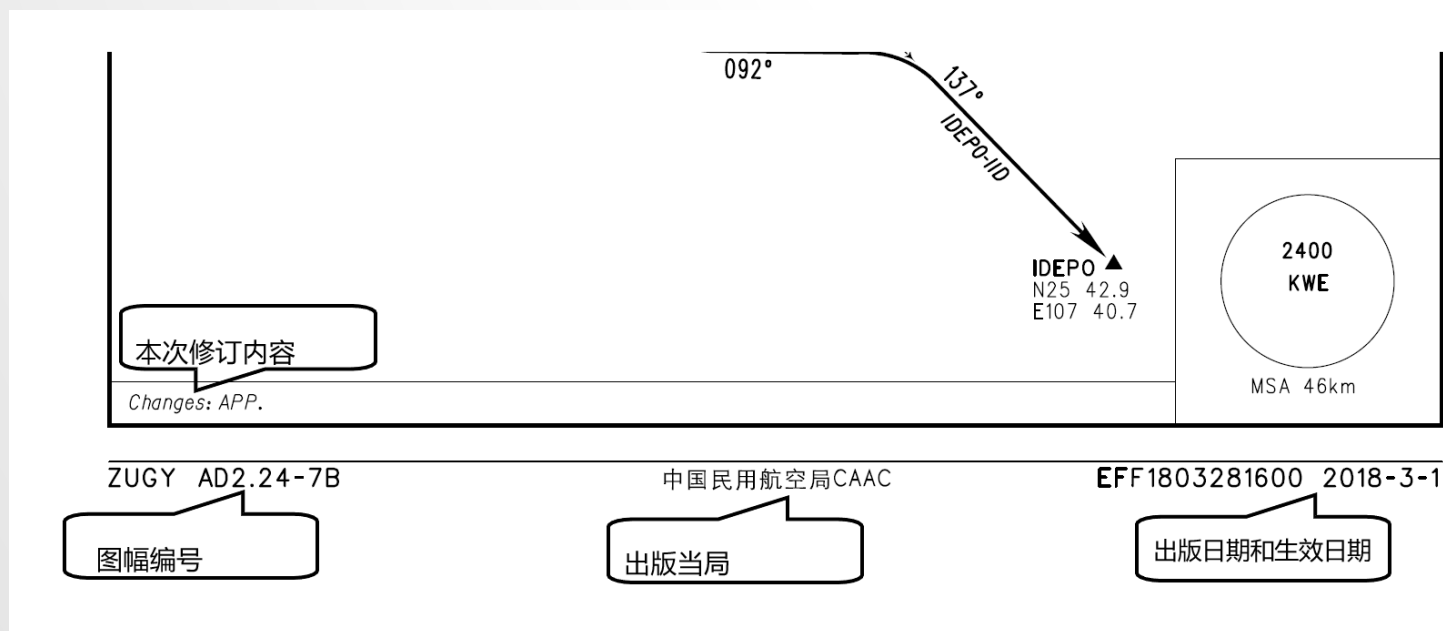 092°
137°
IDEPO-IID
IDEPO
N25 42.9
E107 40.7
2400
KWE
MSA 46km
本次修订内容
Changes: APP.
ZUGY AD2.24-7B
中国民用航空局CAAC
EFF1803281600 2018-3-1
图幅编号
出版当局
出版日期和生效日期